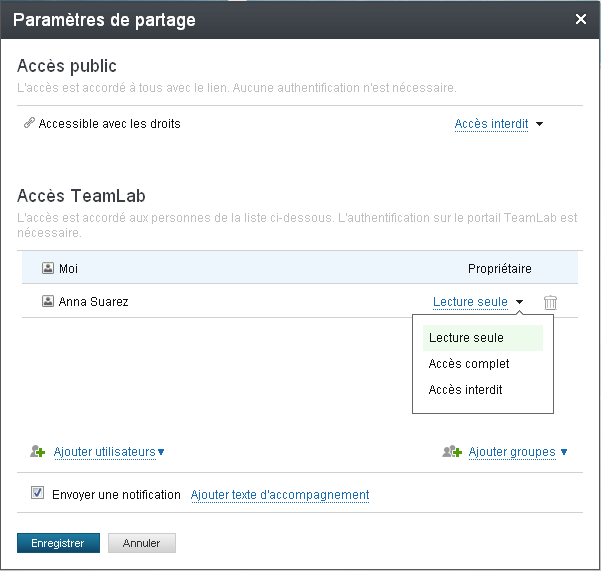 Paramètres de partage
Accès public
L'accès est accordé à tous avec le lien. Aucune authentification n'est nécessaire.
Accessible avec les droits
Accès interdit
Accès TeamLab
L'accès est accordé aux personnes de la liste ci-dessous. L'authentification sur le portail TeamLab est
nécessaire.
Moi
Propriétaire
Anna Suarez
Lecture seule
Lecture seule
Accès complet
Accès interdit
Ajouter utilisateurs
Ajouter groupes
Envoyer une notification
Ajouter texte d'accompagnement
Enregistrer
Annuler